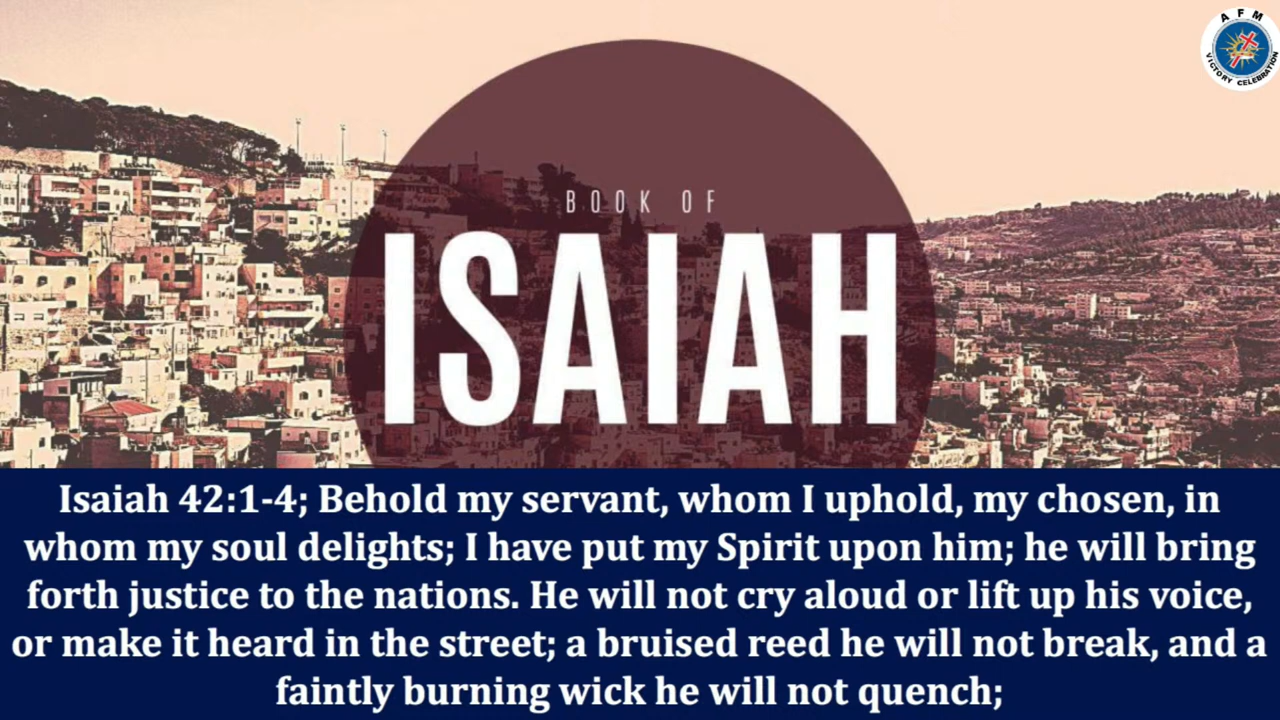 A F M
VICTORY CELEBRATION
BOOK OF
ISAIAH
Isaiah 42:1-4; Behold my servant, whom I uphold, my chosen, in
whom my soul delights; I have put my Spirit upon him; he will bring
forth justice to the nations. He will not cry aloud or lift up his voice,
or make it heard in the street; a bruised reed he will not break, and a
faintly burning wick he will not quench;